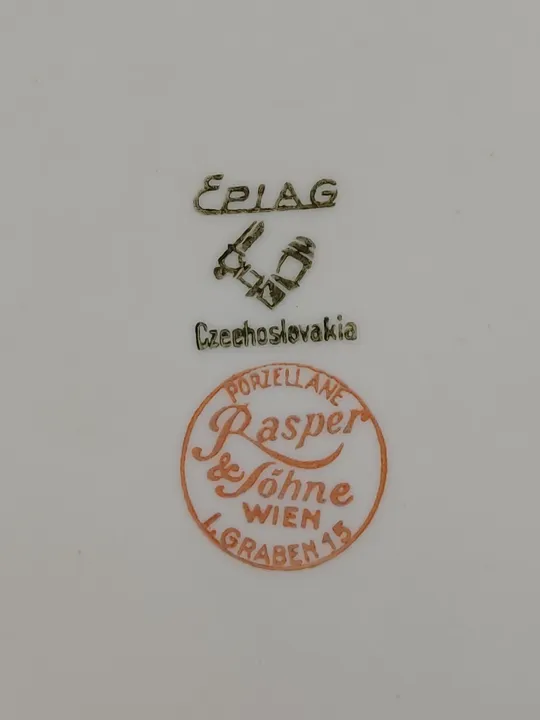 EPIAG
Czechoslovakia
PORZELLANE
Rasper
& Söhne
WIEN
I. GRABEN 15